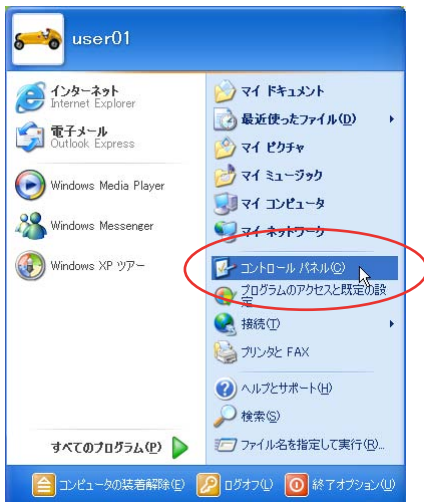 user01
インターネット
Internet Explorer
電子メール
Outlook Express
Windows Media Player
Windows Messenger
Windows XP ツアー
すべてのプログラム(P)
マイ ドキュメント
最近使ったファイル(D)
マイ ピクチャ
マイ ミュージック
マイ コンピュータ
マイ ネットワーク
コントロール パネル(C)
プログラムのアクセスと既定の設
定
接続(T)
プリンタと FAX
ヘルプとサポート(H)
検索(S)
ファイル名を指定して実行(R)...
コンピュータの装着解除(E)
ログオフ(L)
終了オプション(U)